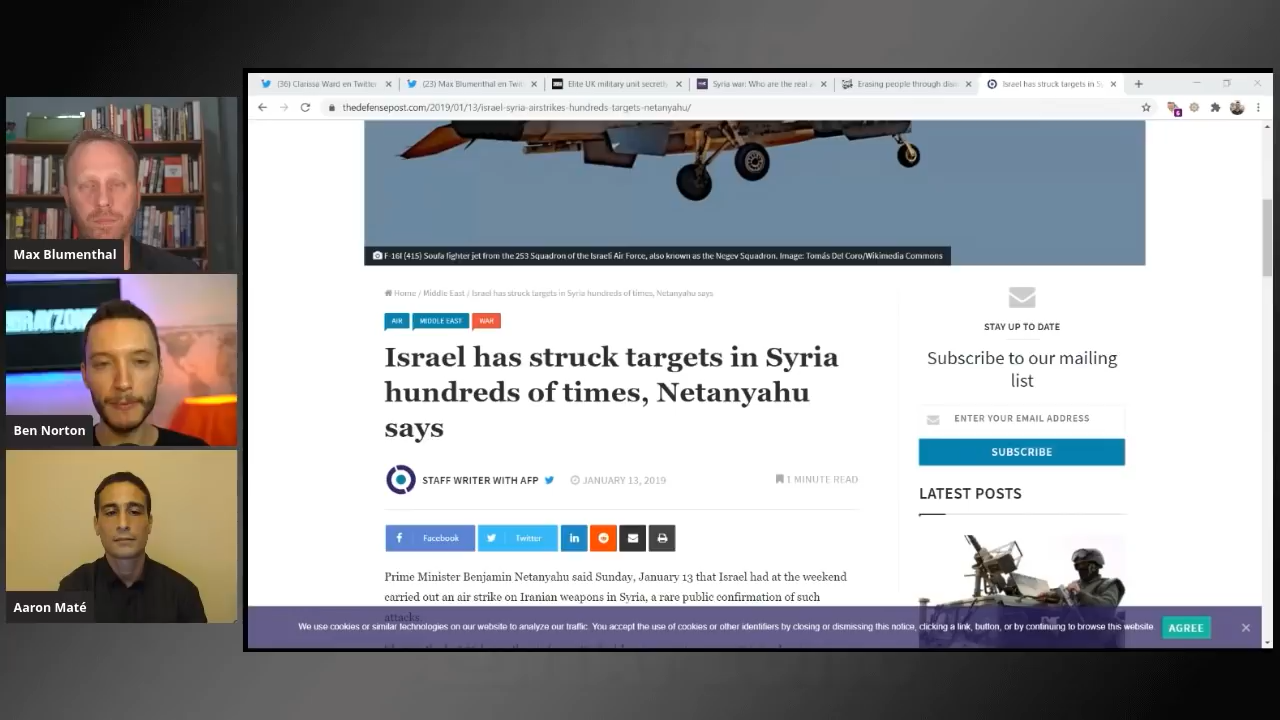 (36) Clarissa Ward en Twitter
(23) Max Blumenthal en Twit
Elite UK military unit secretly
Syria war: Who are the real a
Erasing people through disi
Israel has struck targets in Sy
thedefensepost.com/2019/01/13/israel-syria-airstrikes-hundreds-targets-netanyahu/
Max Blumenthal
Ben Norton
Aaron Maté
F-16I (415) Soufa fighter jet from the 253 Squadron of the Israeli Air Force, also known as the Negev Squadron. Image: Tomás Del Coro/Wikimedia Commons
Home / Middle East / Israel has struck targets in Syria hundreds of times, Netanyahu says
AIR
MIDDLE EAST
WAR
Israel has struck targets in Syria
hundreds of times, Netanyahu
says
STAFF WRITER WITH AFP
JANUARY 13, 2019
1 MINUTE READ
Facebook
Twitter
in
Prime Minister Benjamin Netanyahu said Sunday, January 13 that Israel had at the weekend
carried out an air strike on Iranian weapons in Syria, a rare public confirmation of such
attacks.
STAY UP TO DATE
Subscribe to our mailing
list
ENTER YOUR EMAIL ADDRESS
SUBSCRIBE
LATEST POSTS
We use cookies or similar technologies on our website to analyze our traffic. You accept the use of cookies or other identifiers by closing or dismissing this notice, clicking a link, button, or by continuing to browse this website.
AGREE